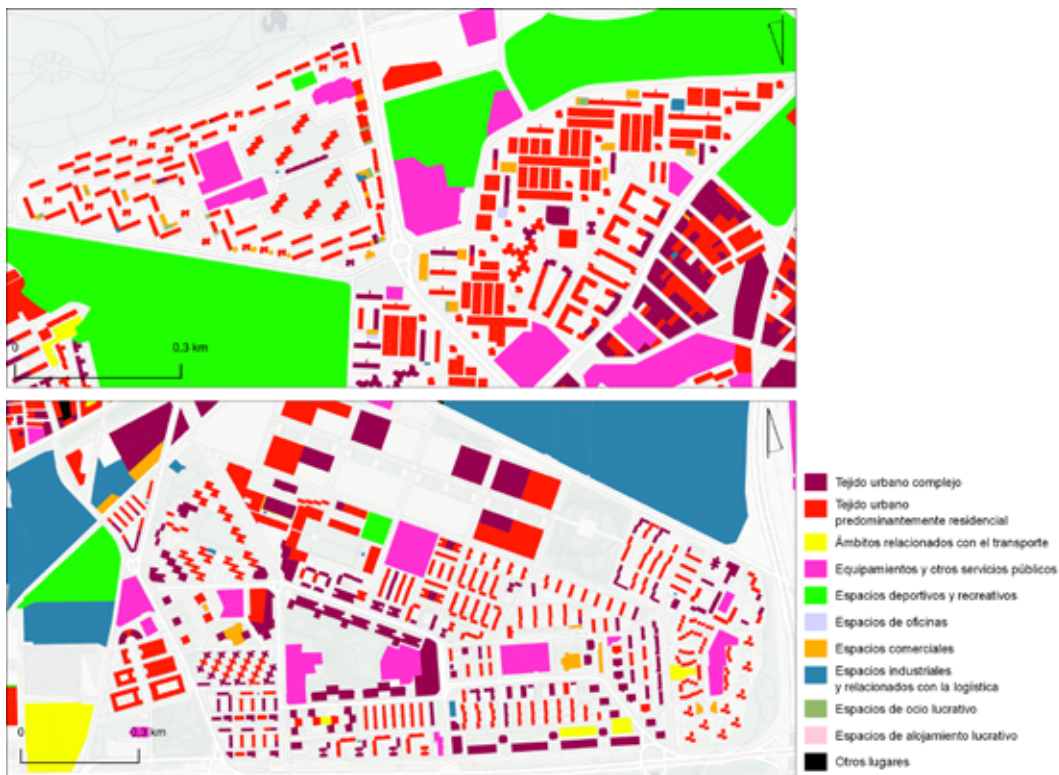 0
0,3 km
0
0,3 km
Tejido urbano complejo
Tejido urbano
predominantemente residencial
Ámbitos relacionados con el transporte
Equipamientos y otros servicios públicos
Espacios deportivos y recreativos
Espacios de oficinas
Espacios comerciales
Espacios industriales
y relacionados con la logística
Espacios de ocio lucrativo
Espacios de alojamiento lucrativo
Otros lugares